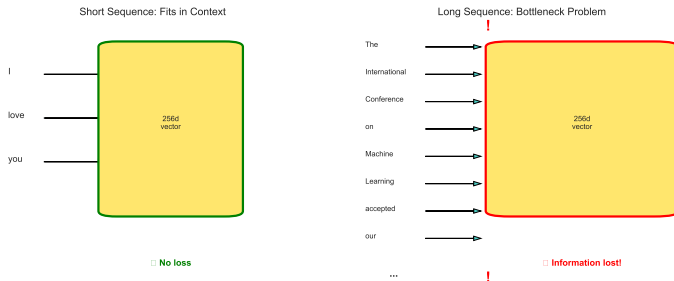 Short Sequence: Fits in Context
I
love
you
256d
vector
No loss
Long Sequence: Bottleneck Problem
!
The
International
Conference
on
Machine
Learning
accepted
our
...
256d
vector
Information lost!
!